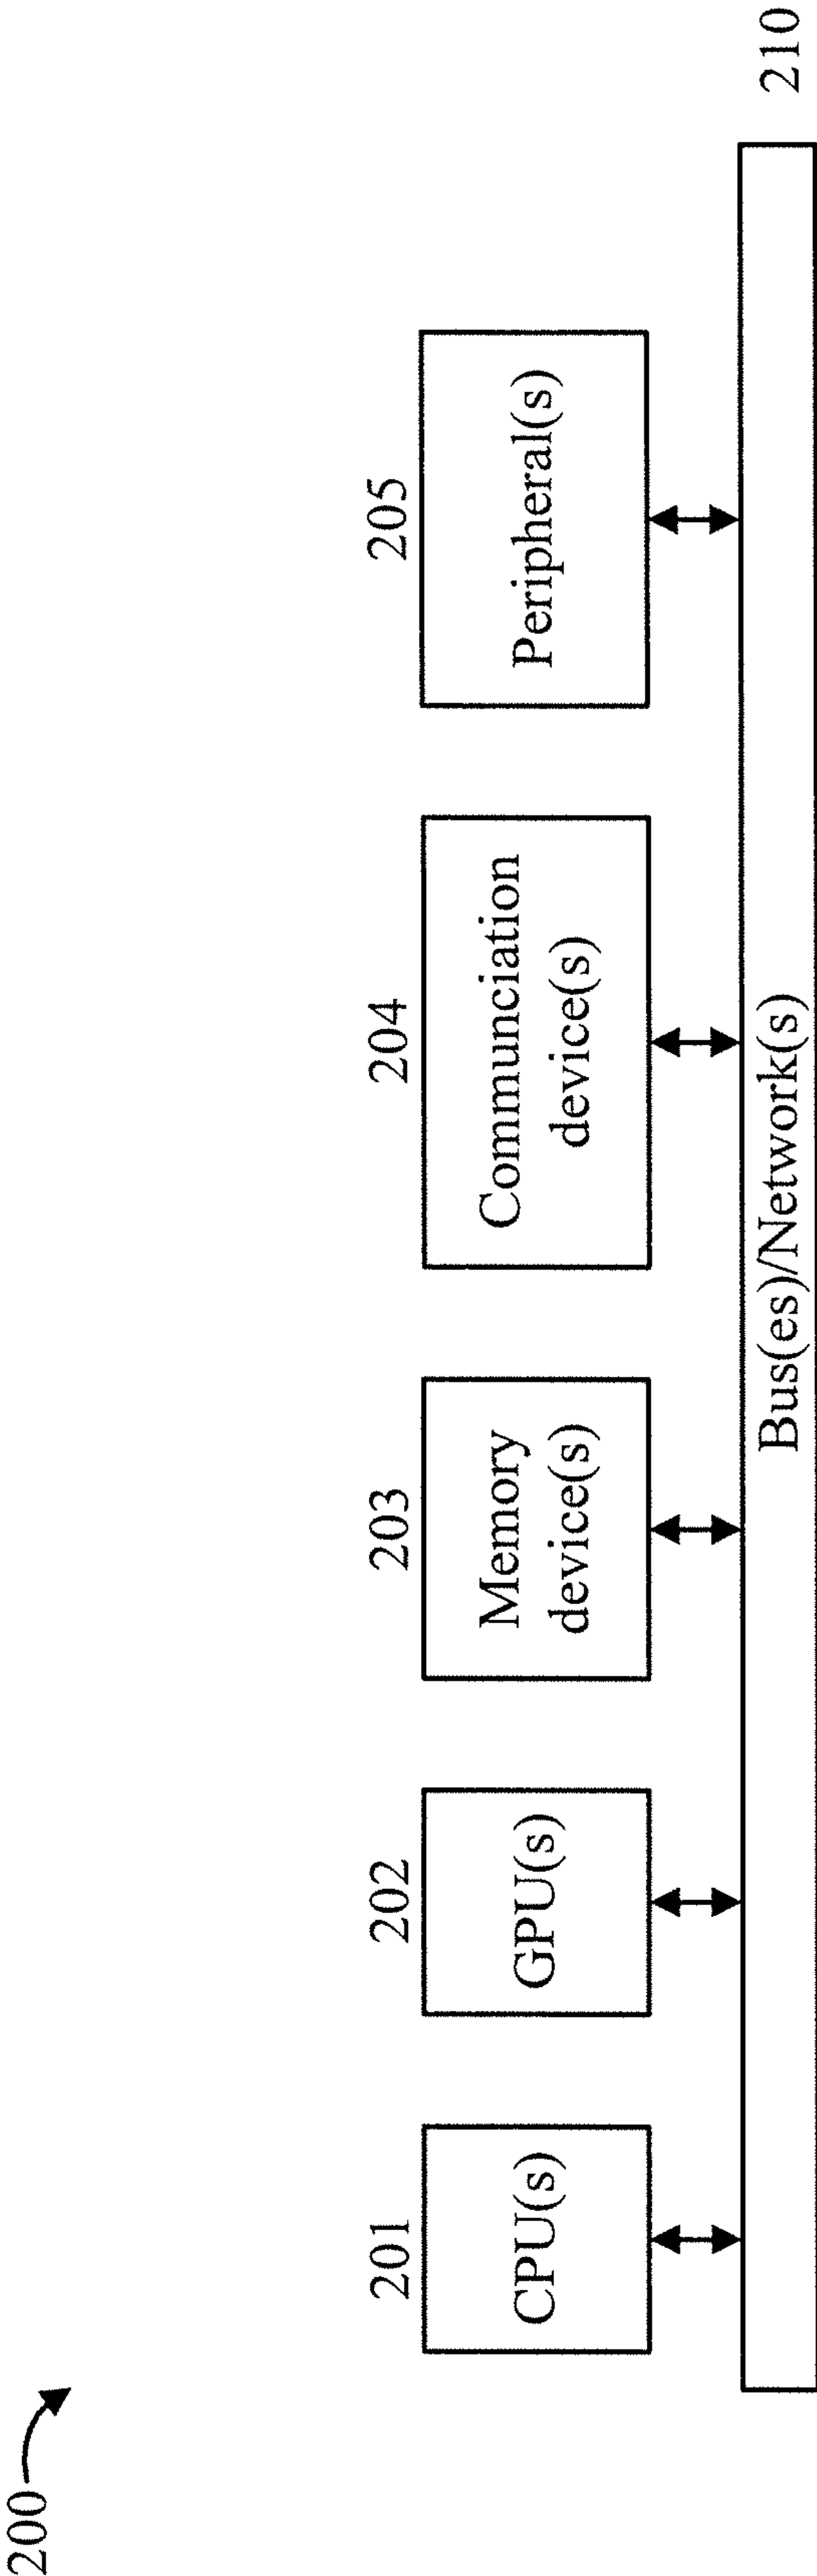 200
201
202
203
204
205
CPU(s)
GPU(s)
Memory
device(s)
Communciation
device(s)
Peripheral(s)
Bus(es)/Network(s)
210